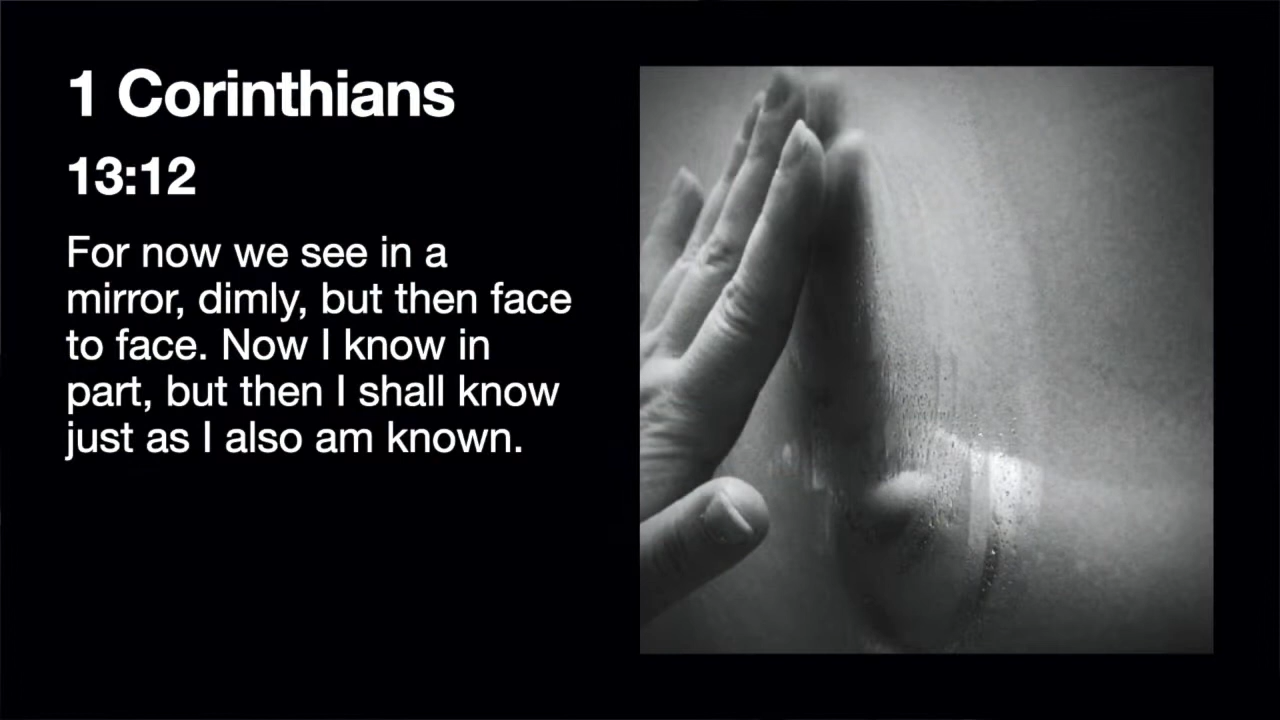 1 Corinthians
13:12
For now we see in a
mirror, dimly, but then face
to face. Now I know in
part, but then I shall know
just as I also am known.